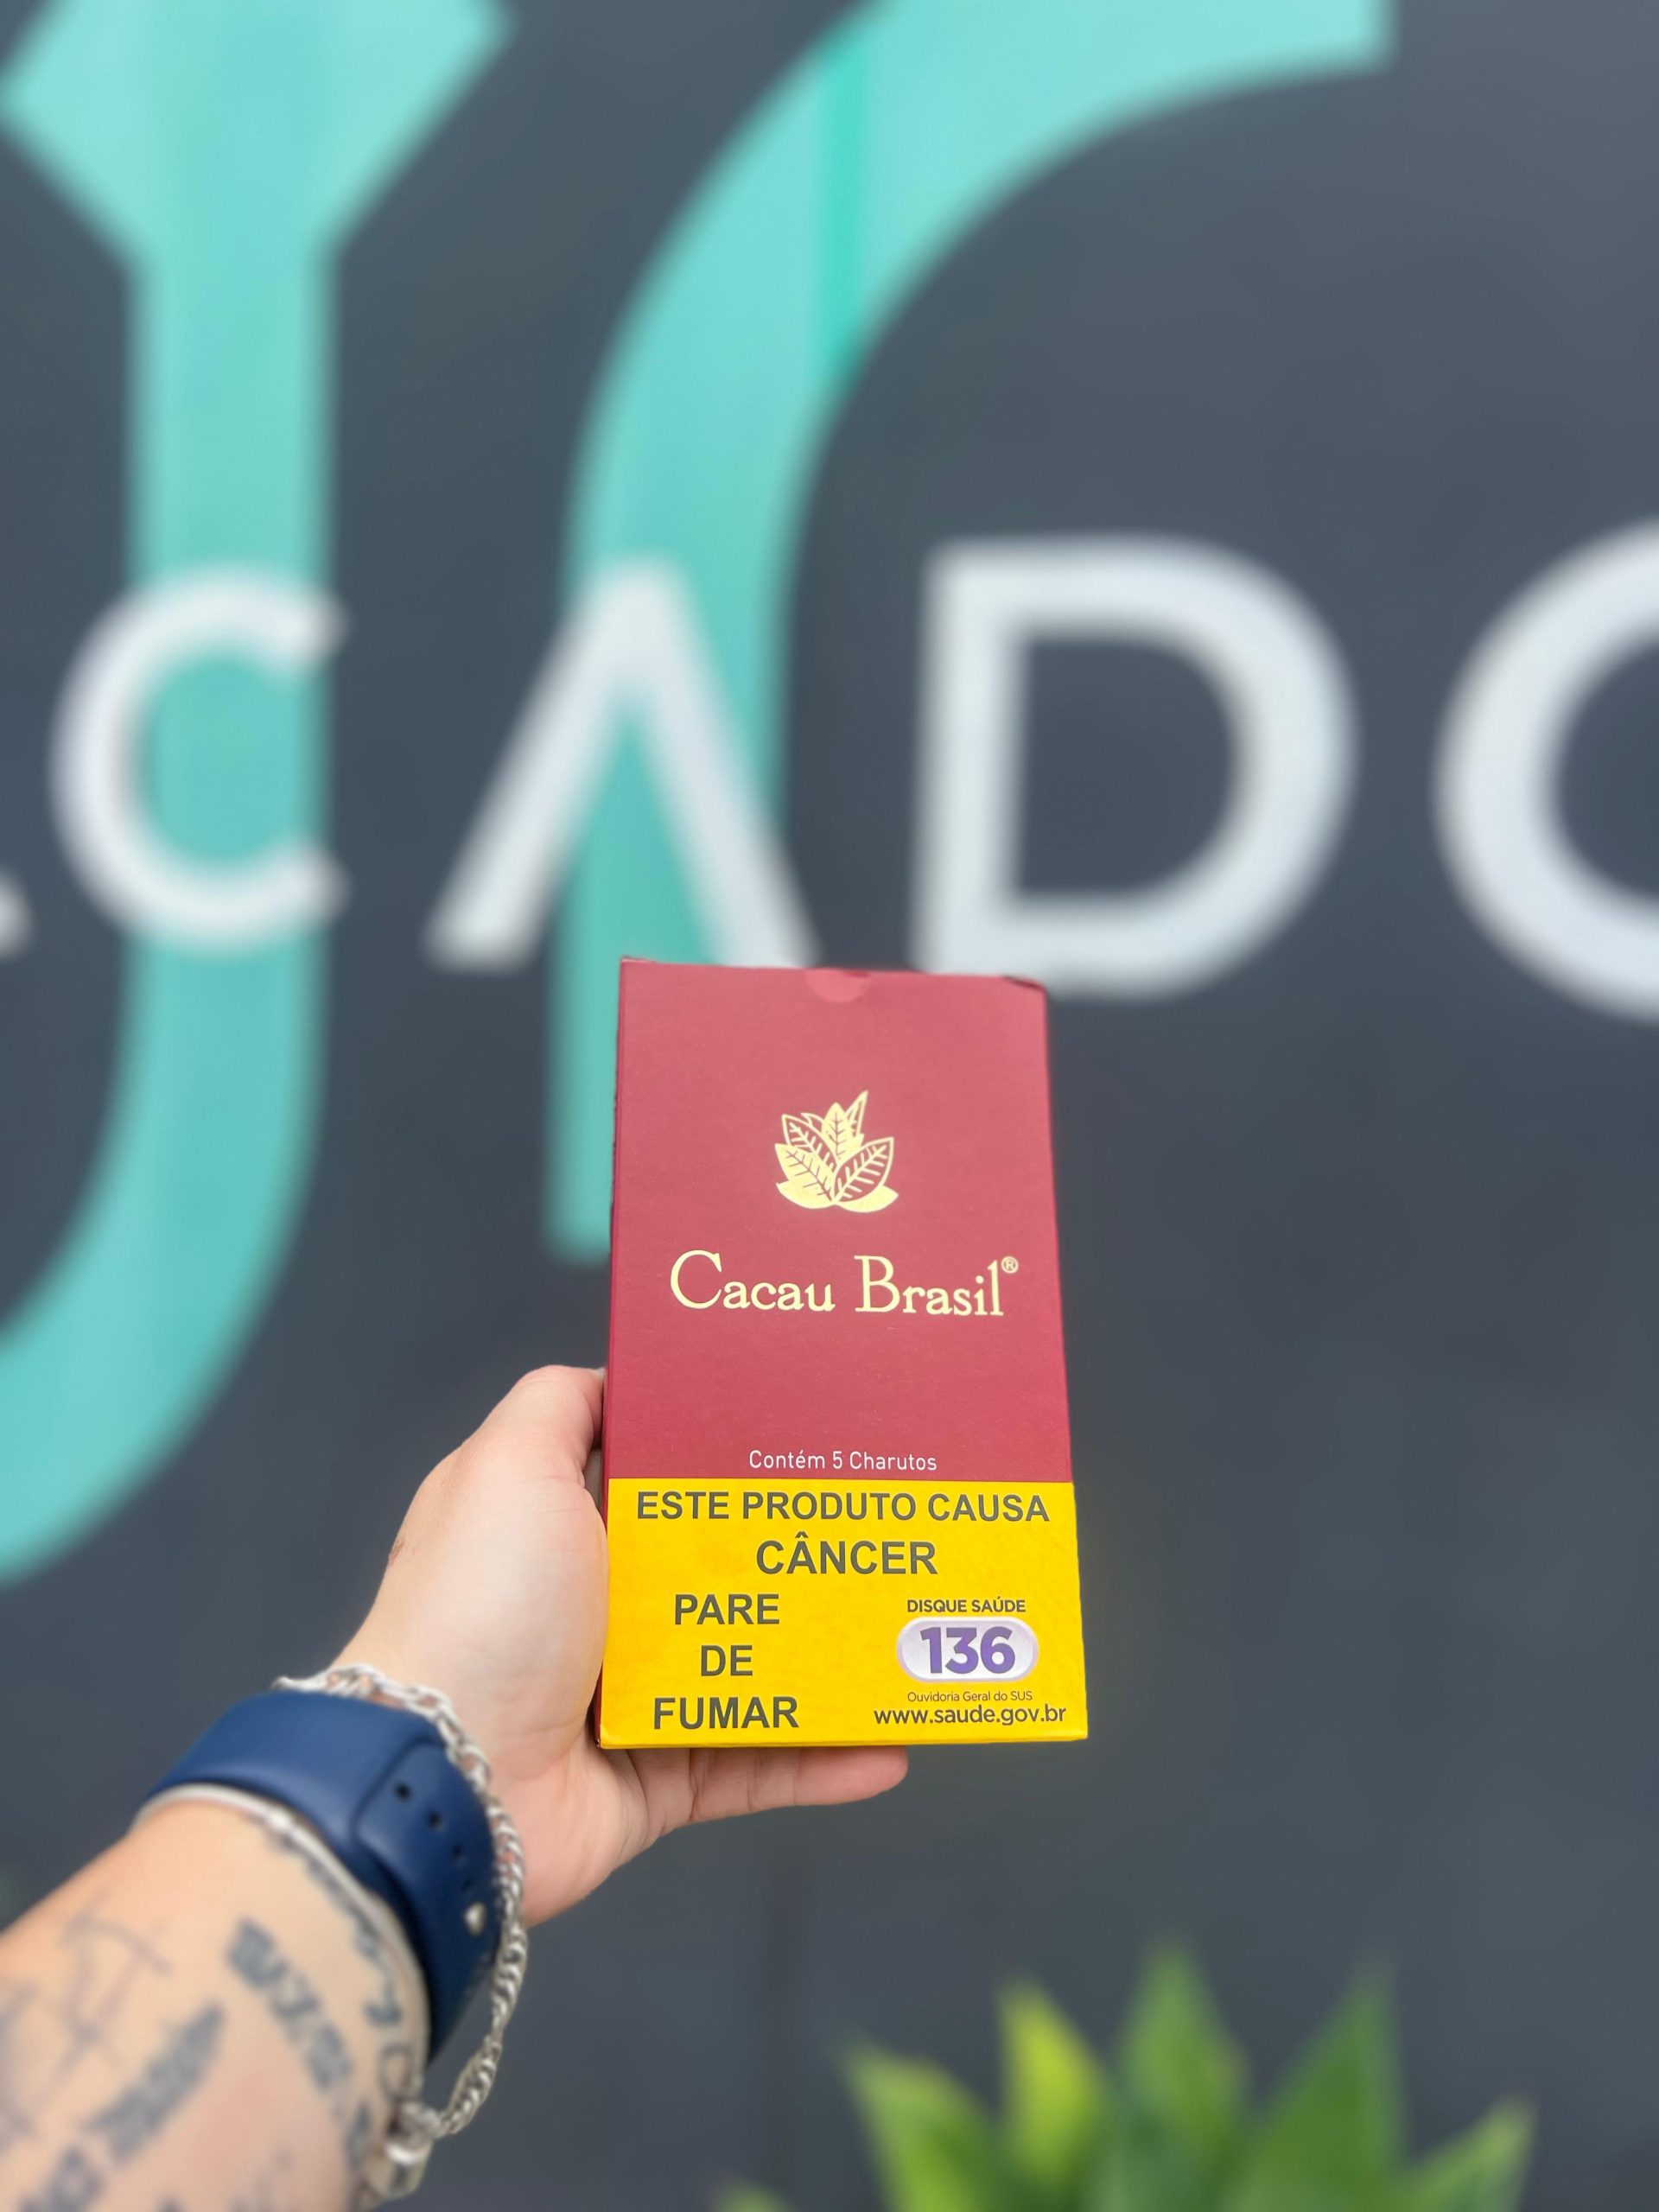 CADO
Cacau Brasil®
Contém 5 Charutos
ESTE PRODUTO CAUSA
CÂNCER
PARE
DE
FUMAR
DISQUE SAÚDE
136
Ouvidoria Geral do SUS
www.saude.gov.br